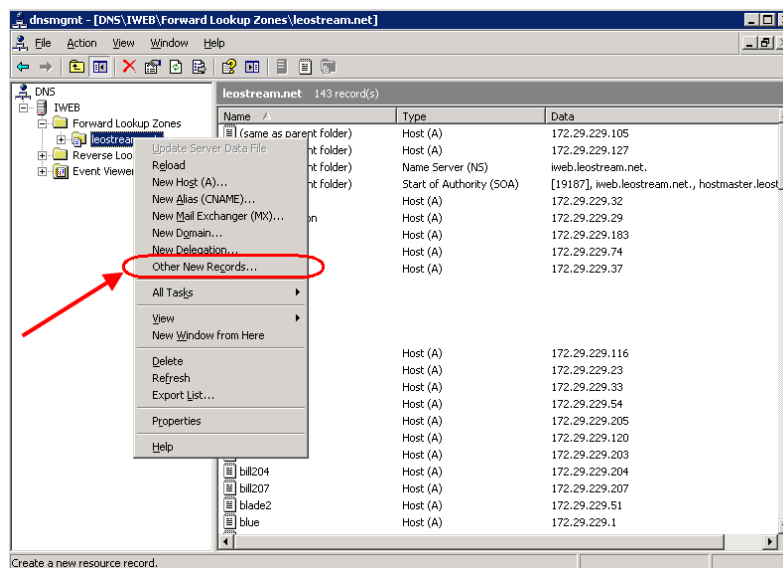 dnsmgmt - [DNS\IWEB\Forward Lookup Zones\leostream.net]
File Action View Window Help
DNS
IWEB
Forward Lookup Zones
leostream
Reverse Loo
Event Viewer
leostream.net 143 record(s)
Name Type Data
(same as parent folder) Host (A) 172.29.229.105
nt folder) Host (A) 172.29.229.127
nt folder) Name Server (NS) iweb.leostream.net.
nt folder) Start of Authority (SOA) [19187], iweb.leostream.net., hostmaster.leost
Host (A) 172.29.229.32
on Host (A) 172.29.229.29
Host (A) 172.29.229.183
Host (A) 172.29.229.74
Host (A) 172.29.229.37
Host (A) 172.29.229.116
Host (A) 172.29.229.23
Host (A) 172.29.229.33
Host (A) 172.29.229.54
Host (A) 172.29.229.205
Host (A) 172.29.229.120
Host (A) 172.29.229.203
bill204 Host (A) 172.29.229.204
bill207 Host (A) 172.29.229.207
blade2 Host (A) 172.29.229.51
blue Host (A) 172.29.229.1
Update Server Data File
Reload
New Host (A)...
New Alias (CNAME)...
New Mail Exchanger (MX)...
New Domain...
New Delegation...
Other New Records...
All Tasks
View
New Window from Here
Delete
Refresh
Export List...
Properties
Help
Create a new resource record.